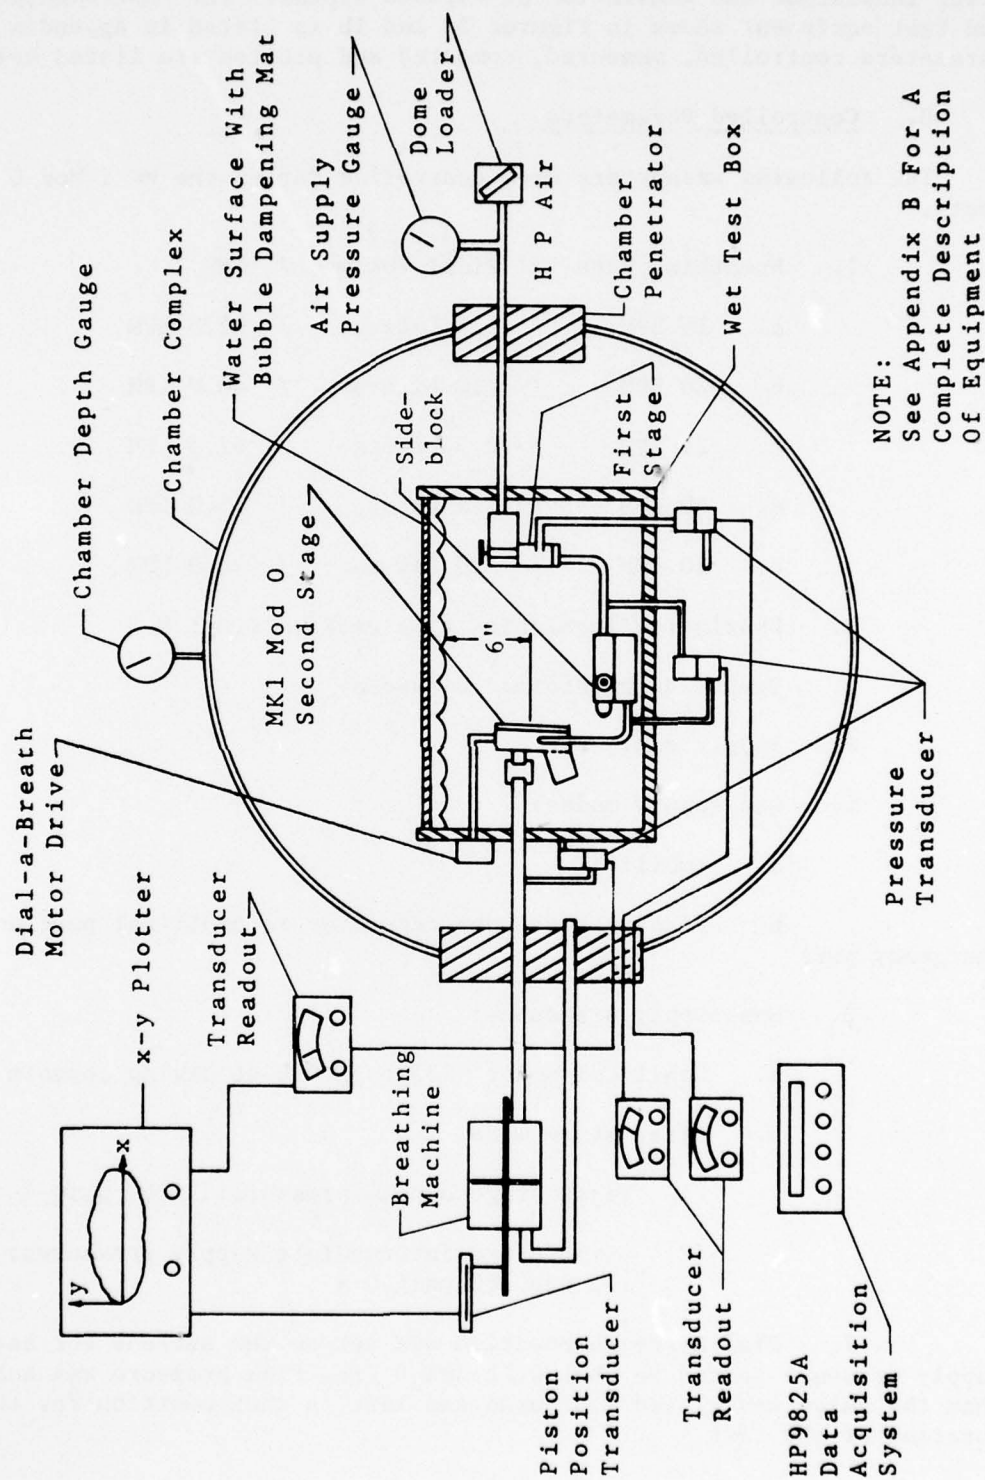 Dial-a-Breath
Motor Drive
x-y Plotter
Transducer
Readout
y
x
Breathing
Machine
Piston
Position
Transducer
Transducer
Readout
HP9825A
Data
Acquisition
System
Chamber Depth Gauge
Chamber Complex
Water Surface With
Bubble Dampening Mat
Air Supply
Pressure Gauge
Dome
Loader
H P Air
Chamber
Penetrator
Wet Test Box
MK1 Mod 0
Second Stage
Side-
block
First
Stage
6"
Pressure
Transducer
NOTE:
See Appendix B For A
Complete Description
Of Equipment